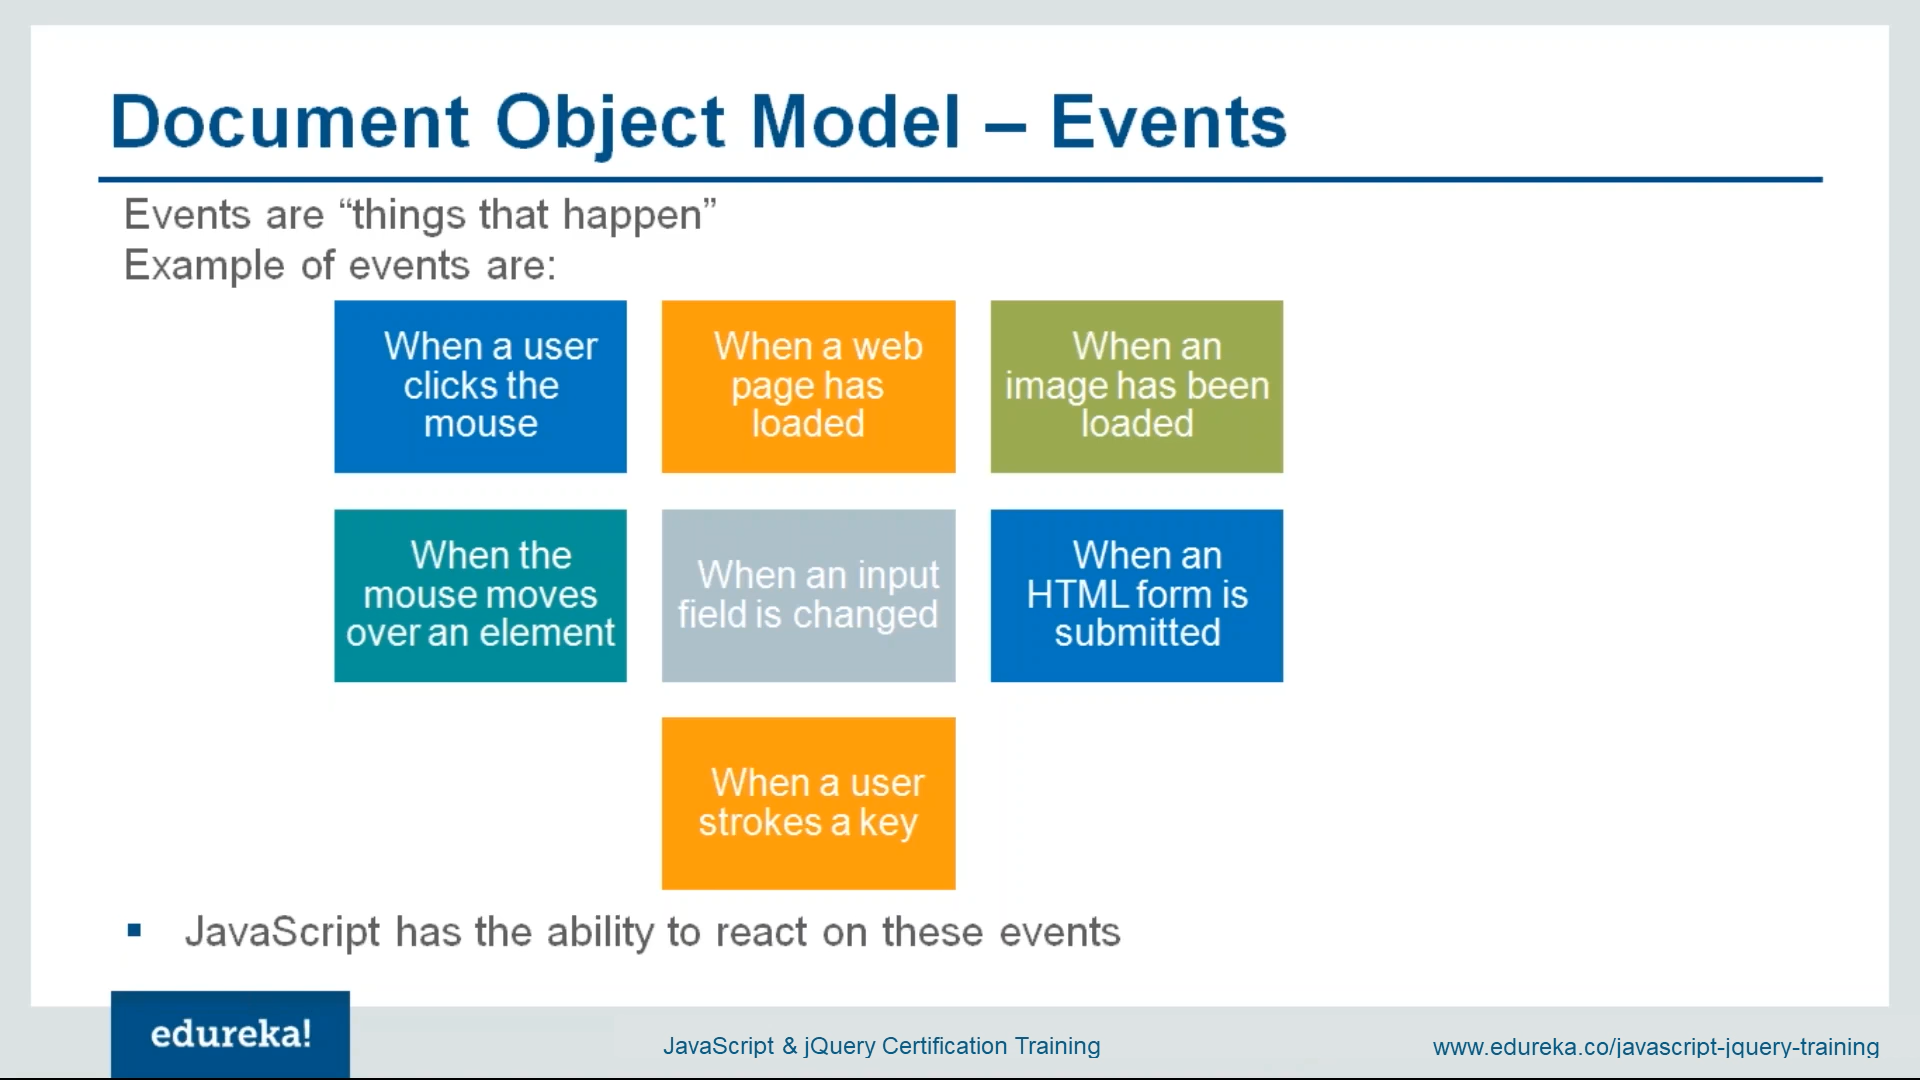 Document Object Model – Events
Events are “things that happen”
Example of events are:
When a user
clicks the
mouse
When a web
page has
loaded
When an
image has been
loaded
When the
mouse moves
over an element
When an input
field is changed
When an
HTML form is
submitted
When a user
strokes a key
▪ JavaScript has the ability to react on these events
edureka!
JavaScript & jQuery Certification Training
www.edureka.co/javascript-jquery-training